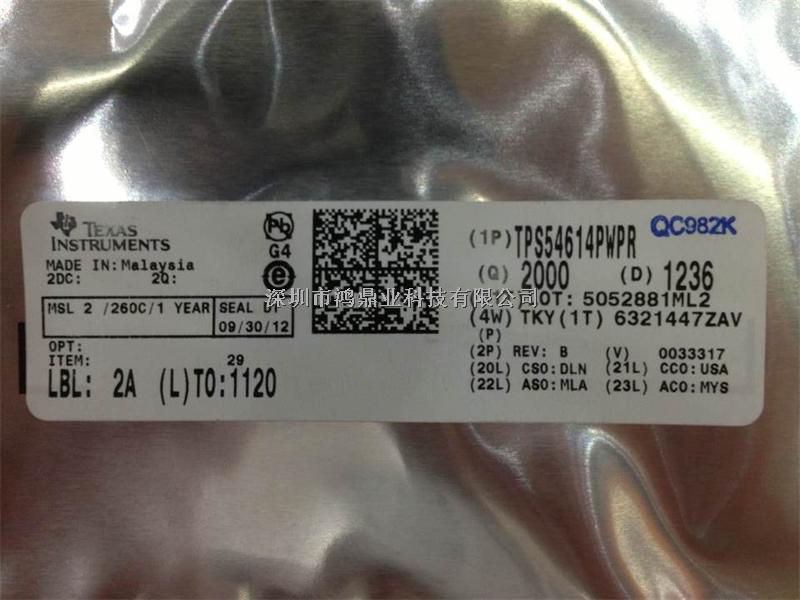 TEXAS
INSTRUMENTS
MADE IN: Malaysia
2DC: 2Q:
MSL 2 /260C/1 YEAR
SEAL DT
09/30/12
OPT:
ITEM: 29
LBL: 2A (L)TO:1120
Pb
G4
e
(1P)TPS54614PWPR
QC982K
(Q) 2000 (D) 1236
深圳市鸿鼎业科技有限公司
OT: 5052881ML2
(4W) TKY(1T) 6321447ZAV
(P)
(2P) REV: B (V) 0033317
(20L) CSO:DLN (21L) CCO:USA
(22L) ASO:MLA (23L) ACO:MYS